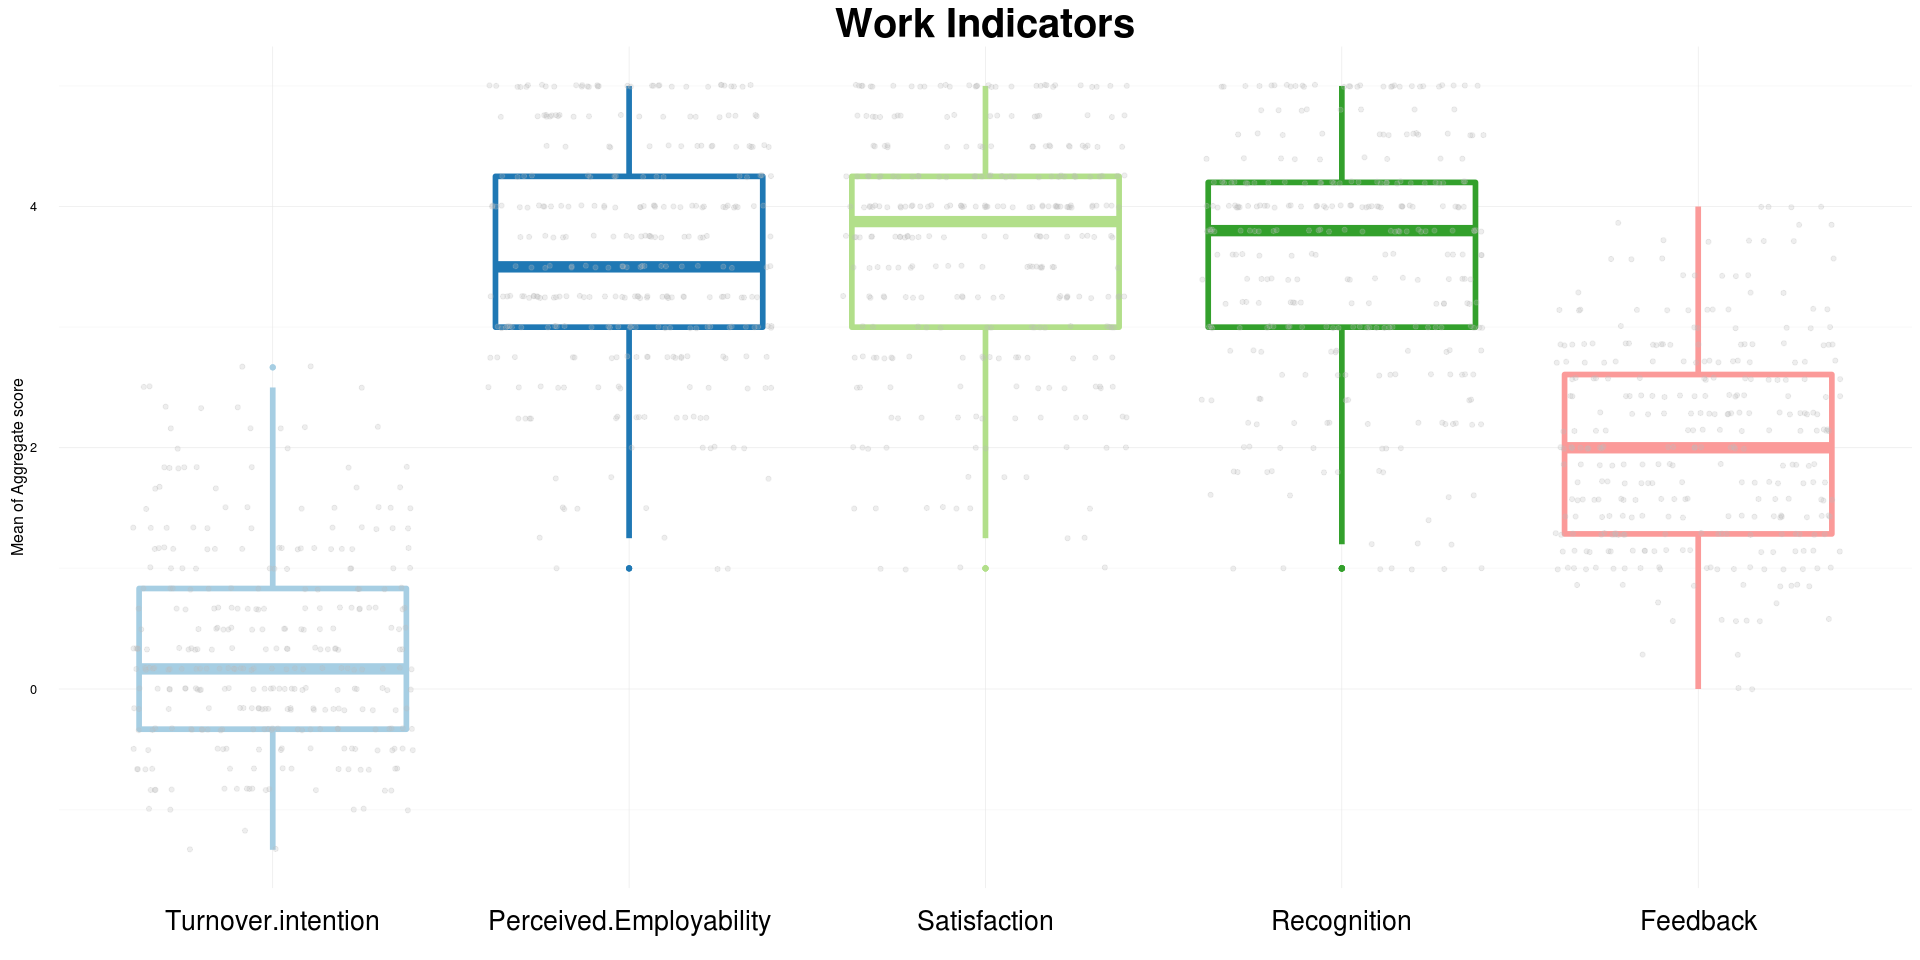 Work Indicators
Mean of Aggregate score
4
2
0
Turnover.intention
Perceived.Employability
Satisfaction
Recognition
Feedback